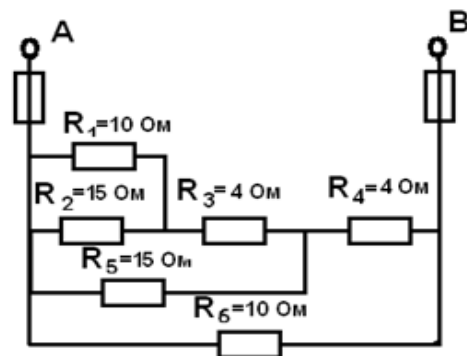 A
B
R1=10 Ом
R2=15 Ом
R3=4 Ом
R4=4 Ом
R5=15 Ом
R6=10 Ом